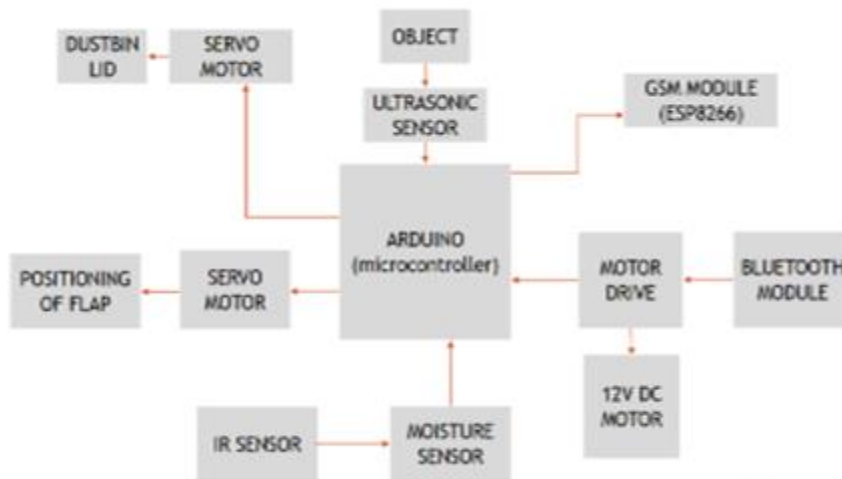 OBJECT
DUSTBIN
LID
SERVO
MOTOR
ULTRASONIC
SENSOR
GSM MODULE
(ESP8266)
ARDUINO
(microcontroller)
POSITIONING
OF FLAP
SERVO
MOTOR
MOTOR
DRIVE
BLUETOOTH
MODULE
12V DC
MOTOR
IR SENSOR
MOISTURE
SENSOR